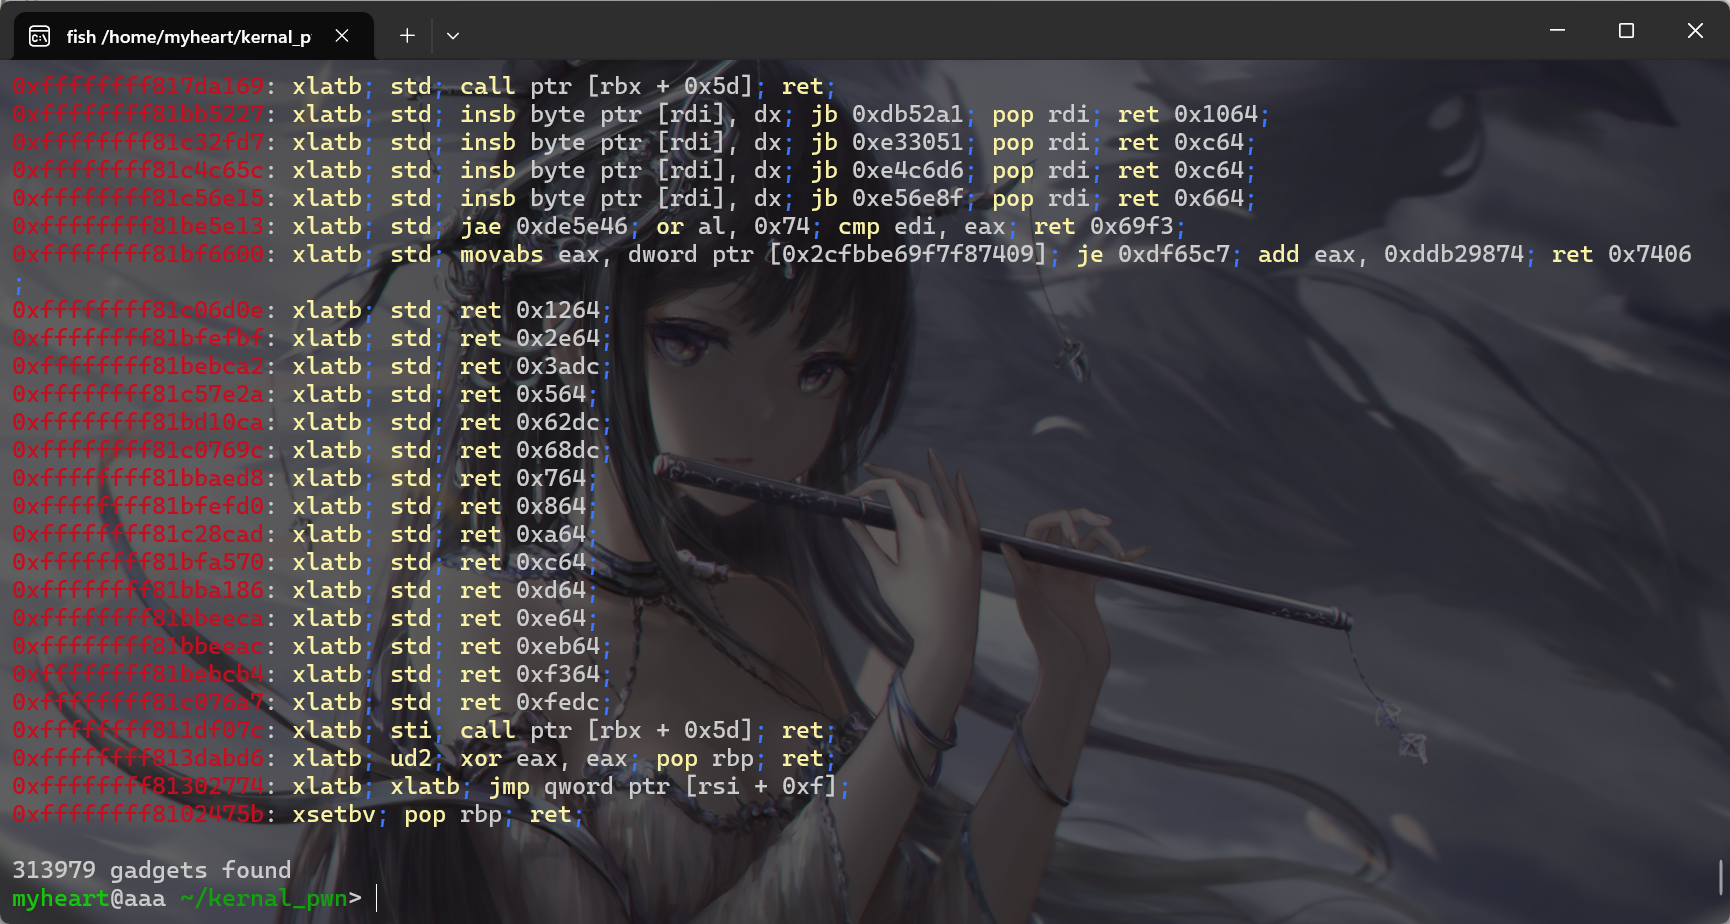 fish /home/myheart/kernal_p
0xffffffff817da169: xlatb; std; call ptr [rbx + 0x5d]; ret;
0xffffffff81bb5227: xlatb; std; insb byte ptr [rdi], dx; jb 0xdb52a1; pop rdi; ret 0x1064;
0xffffffff81c32fd7: xlatb; std; insb byte ptr [rdi], dx; jb 0xe33051; pop rdi; ret 0xc64;
0xffffffff81c4c65c: xlatb; std; insb byte ptr [rdi], dx; jb 0xe4c6d6; pop rdi; ret 0xc64;
0xffffffff81c56e15: xlatb; std; insb byte ptr [rdi], dx; jb 0xe56e8f; pop rdi; ret 0x664;
0xffffffff81be5e13: xlatb; std; jae 0xde5e46; or al, 0x74; cmp edi, eax; ret 0x69f3;
0xffffffff81bf6600: xlatb; std; movabs eax, dword ptr [0x2cfbbe69f7f87409]; je 0xdf65c7; add eax, 0xddb29874; ret 0x7406
;
0xffffffff81c06d0e: xlatb; std; ret 0x1264;
0xffffffff81bfefbf: xlatb; std; ret 0x2e64;
0xffffffff81bebca2: xlatb; std; ret 0x3adc;
0xffffffff81c57e2a: xlatb; std; ret 0x564;
0xffffffff81bd10ca: xlatb; std; ret 0x62dc;
0xffffffff81c0769c: xlatb; std; ret 0x68dc;
0xffffffff81bbaed8: xlatb; std; ret 0x764;
0xffffffff81bfefd0: xlatb; std; ret 0x864;
0xffffffff81c28cad: xlatb; std; ret 0xa64;
0xffffffff81bfa570: xlatb; std; ret 0xc64;
0xffffffff81bba186: xlatb; std; ret 0xd64;
0xffffffff81bbeeca: xlatb; std; ret 0xe64;
0xffffffff81bbeeac: xlatb; std; ret 0xeb64;
0xffffffff81bebcb4: xlatb; std; ret 0xf364;
0xffffffff81c076a7: xlatb; std; ret 0xfedc;
0xffffffff811df07c: xlatb; sti; call ptr [rbx + 0x5d]; ret;
0xffffffff813dabd6: xlatb; ud2; xor eax, eax; pop rbp; ret;
0xffffffff81302774: xlatb; xlatb; jmp qword ptr [rsi + 0xf];
0xffffffff8102475b: xsetbv; pop rbp; ret;
313979 gadgets found
myheart@aaa ~/kernal_pwn>